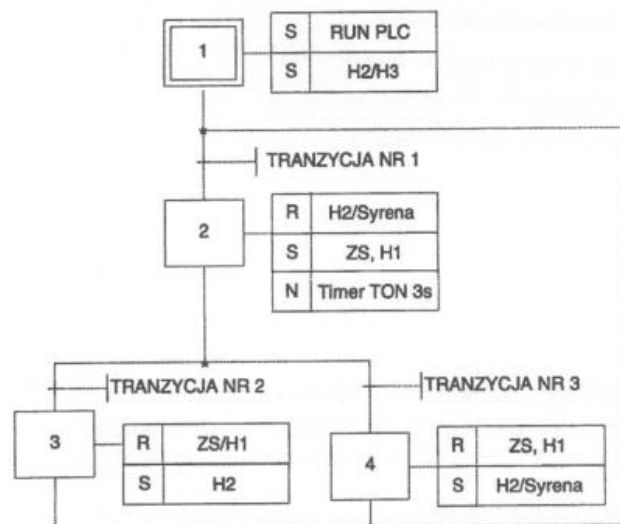 1
S RUN PLC
S H2/H3
TRANZYCJA NR 1
2
R H2/Syrena
S ZS, H1
N Timer TON 3s
TRANZYCJA NR 2
TRANZYCJA NR 3
3
R ZS/H1
S H2
4
R ZS, H1
S H2/Syrena